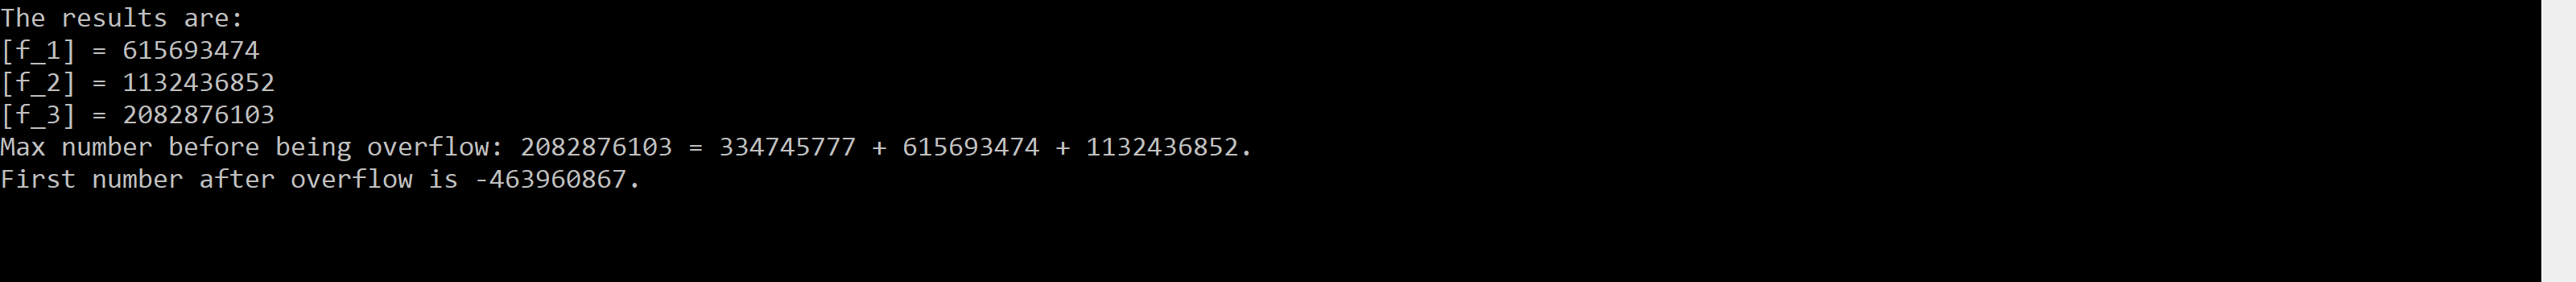 The results are:
[f_1] = 615693474
[f_2] = 1132436852
[f_3] = 2082876103
Max number before being overflow: 2082876103 = 334745777 + 615693474 + 1132436852.
First number after overflow is -463960867.